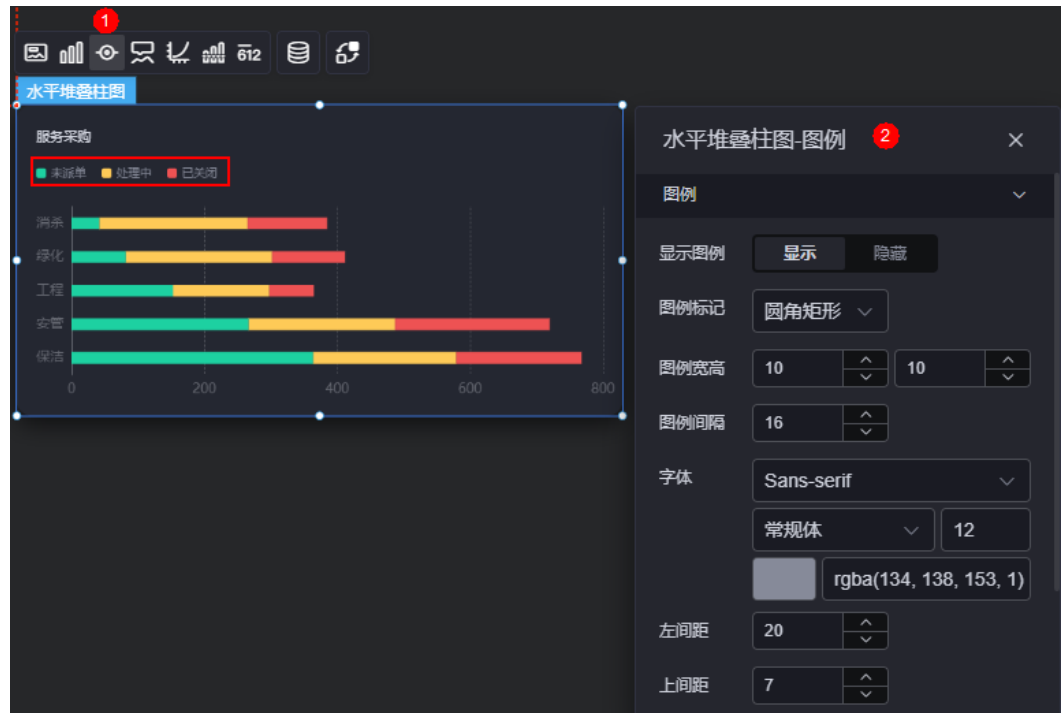 1
612
水平堆叠柱图
服务采购
未派单 处理中 已关闭
消杀
绿化
工程
安管
保洁
0 200 400 600 800
水平堆叠柱图-图例 2
图例
显示图例 显示 隐藏
图例标记 圆角矩形
图例宽高 10 10
图例间隔 16
字体 Sans-serif
常规体 12
rgba(134, 138, 153, 1)
左间距 20
上间距 7